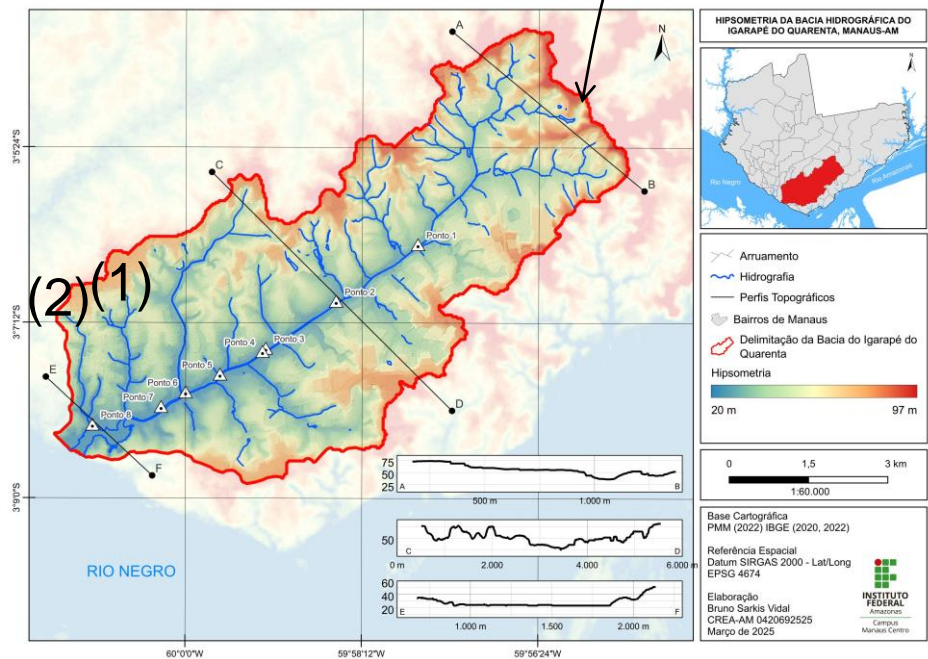 HIPSOMETRIA DA BACIA HIDROGRÁFICA DO
IGARAPÉ DO QUARENTA, MANAUS-AM
N
N
Rio Negro
Rio Amazonas
A
B
C
D
E
F
3°5'24"S
3°7'12"S
3°9'0"S
(2)
(1)
Ponto 1
Ponto 2
Ponto 3
Ponto 4
Ponto 5
Ponto 6
Ponto 7
Ponto 8
RIO NEGRO
75
50
25
A
B
500 m
1.000 m
50
C
D
0 m
2.000
4.000
6.000 m
60
40
20
E
F
1.000 m
1.500
2.000 m
60°0'0"W
59°58'12"W
59°56'24"W
Arruamento
Hidrografia
Perfis Topográficos
Bairros de Manaus
Delimitação da Bacia do Igarapé do
Quarenta
Hipsometria
20 m
97 m
0
1,5
3 km
1:60.000
Base Cartográfica
PMM (2022) IBGE (2020, 2022)
Referência Espacial
Datum SIRGAS 2000 - Lat/Long
EPSG 4674
Elaboração
Bruno Sarkis Vidal
CREA-AM 0420692525
Março de 2025
INSTITUTO
FEDERAL
Amazonas
Campus
Manaus Centro